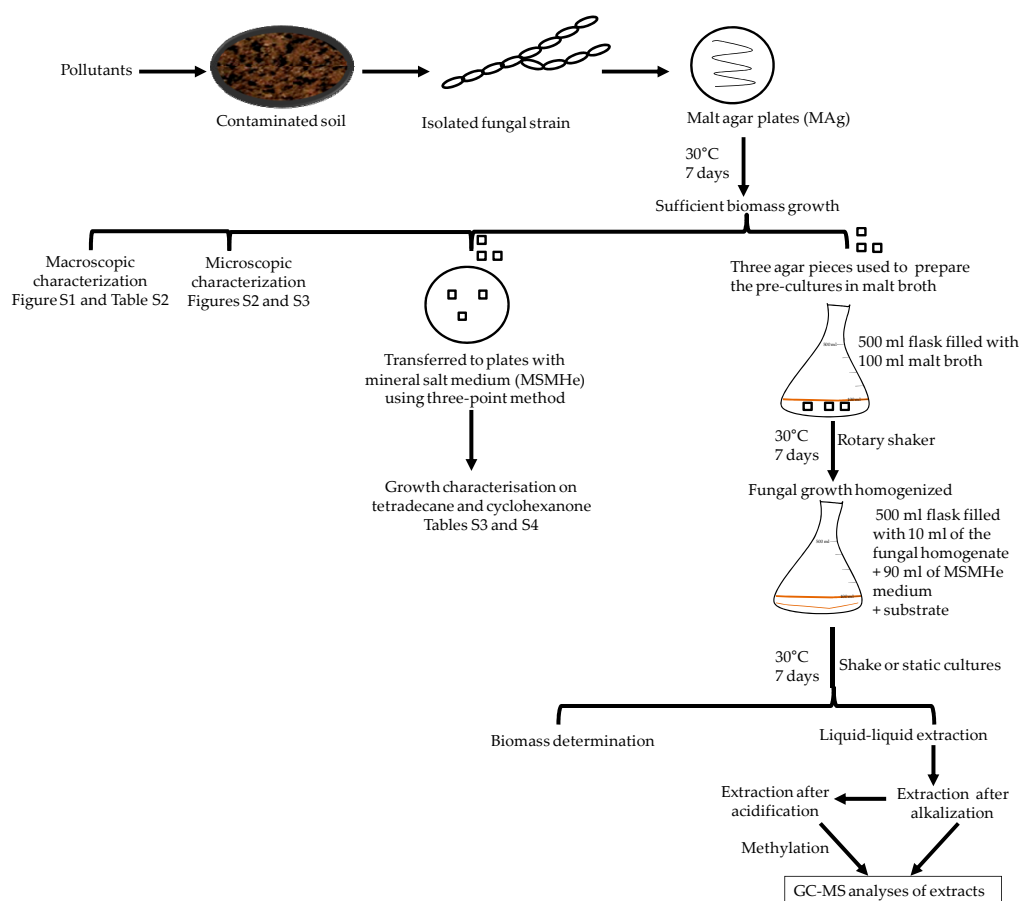 Pollutants
Contaminated soil
Isolated fungal strain
Malt agar plates (MAg)
30°C
7 days
Sufficient biomass growth
Macroscopic
characterization
Figure S1 and Table S2
Microscopic
characterization
Figures S2 and S3
Transferred to plates with
mineral salt medium (MSMHe)
using three-point method
Growth characterisation on
tetradecane and cyclohexanone
Tables S3 and S4
Three agar pieces used to prepare
the pre-cultures in malt broth
500 ml flask filled with
100 ml malt broth
30°C
7 days
Rotary shaker
Fungal growth homogenized
500 ml flask filled
with 10 ml of the
fungal homogenate
+ 90 ml of MSMHe
medium
+ substrate
30°C
7 days
Shake or static cultures
Biomass determination
Liquid-liquid extraction
Extraction after
acidification
Extraction after
alkalization
Methylation
GC-MS analyses of extracts